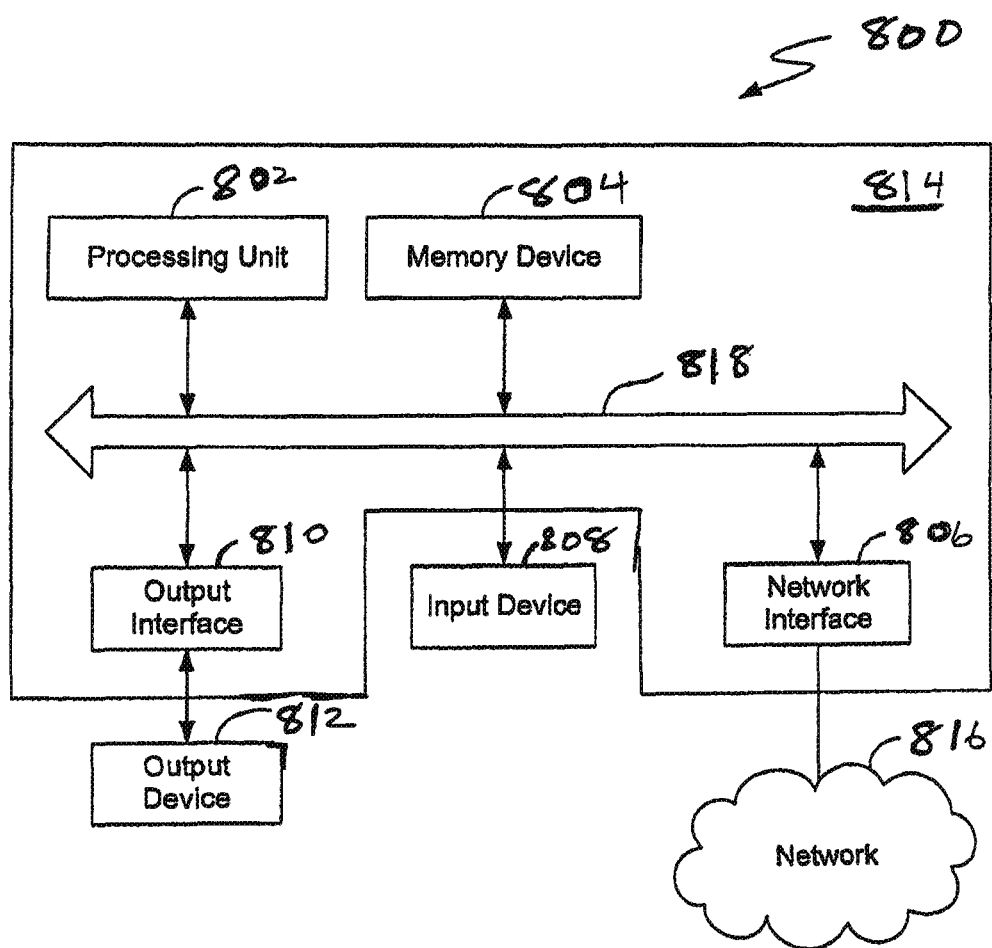 800
802
804
814
Processing Unit
Memory Device
818
810
808
806
Output
Interface
Input Device
Network
Interface
812
816
Output
Device
Network